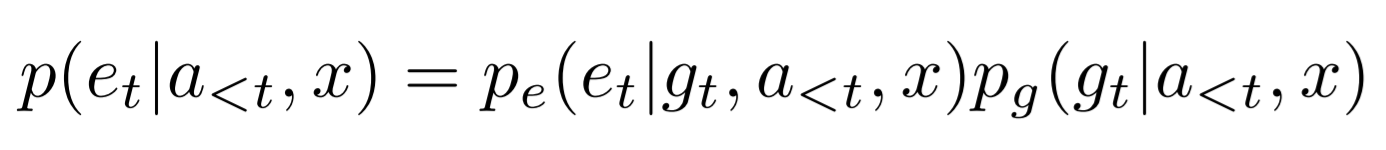 p(e_t|a_{<t}, x) = p_e(e_t|g_t, a_{<t}, x)p_g(g_t|a_{<t}, x)